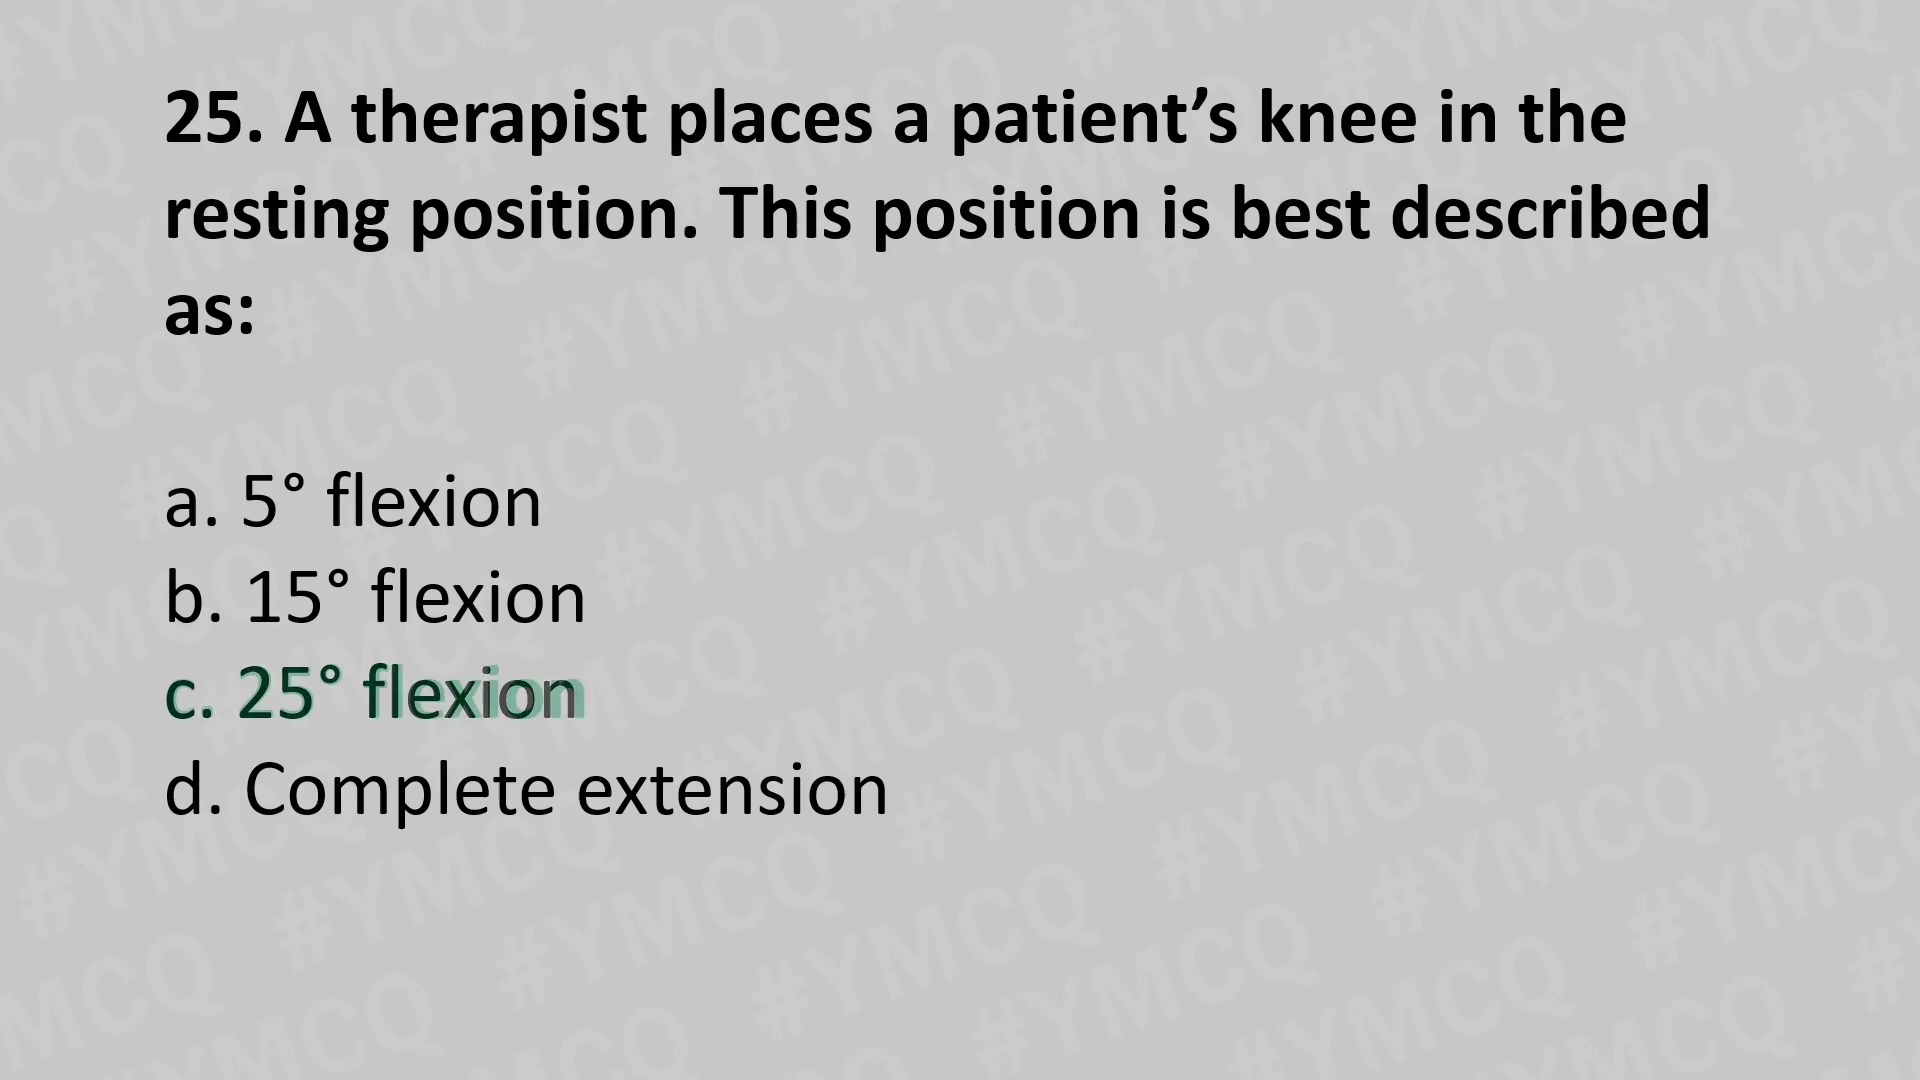 25. A therapist places a patient’s knee in the
resting position. This position is best described
as:
a. 5° flexion
b. 15° flexion
c. 25° flexion
d. Complete extension
#YMCQ